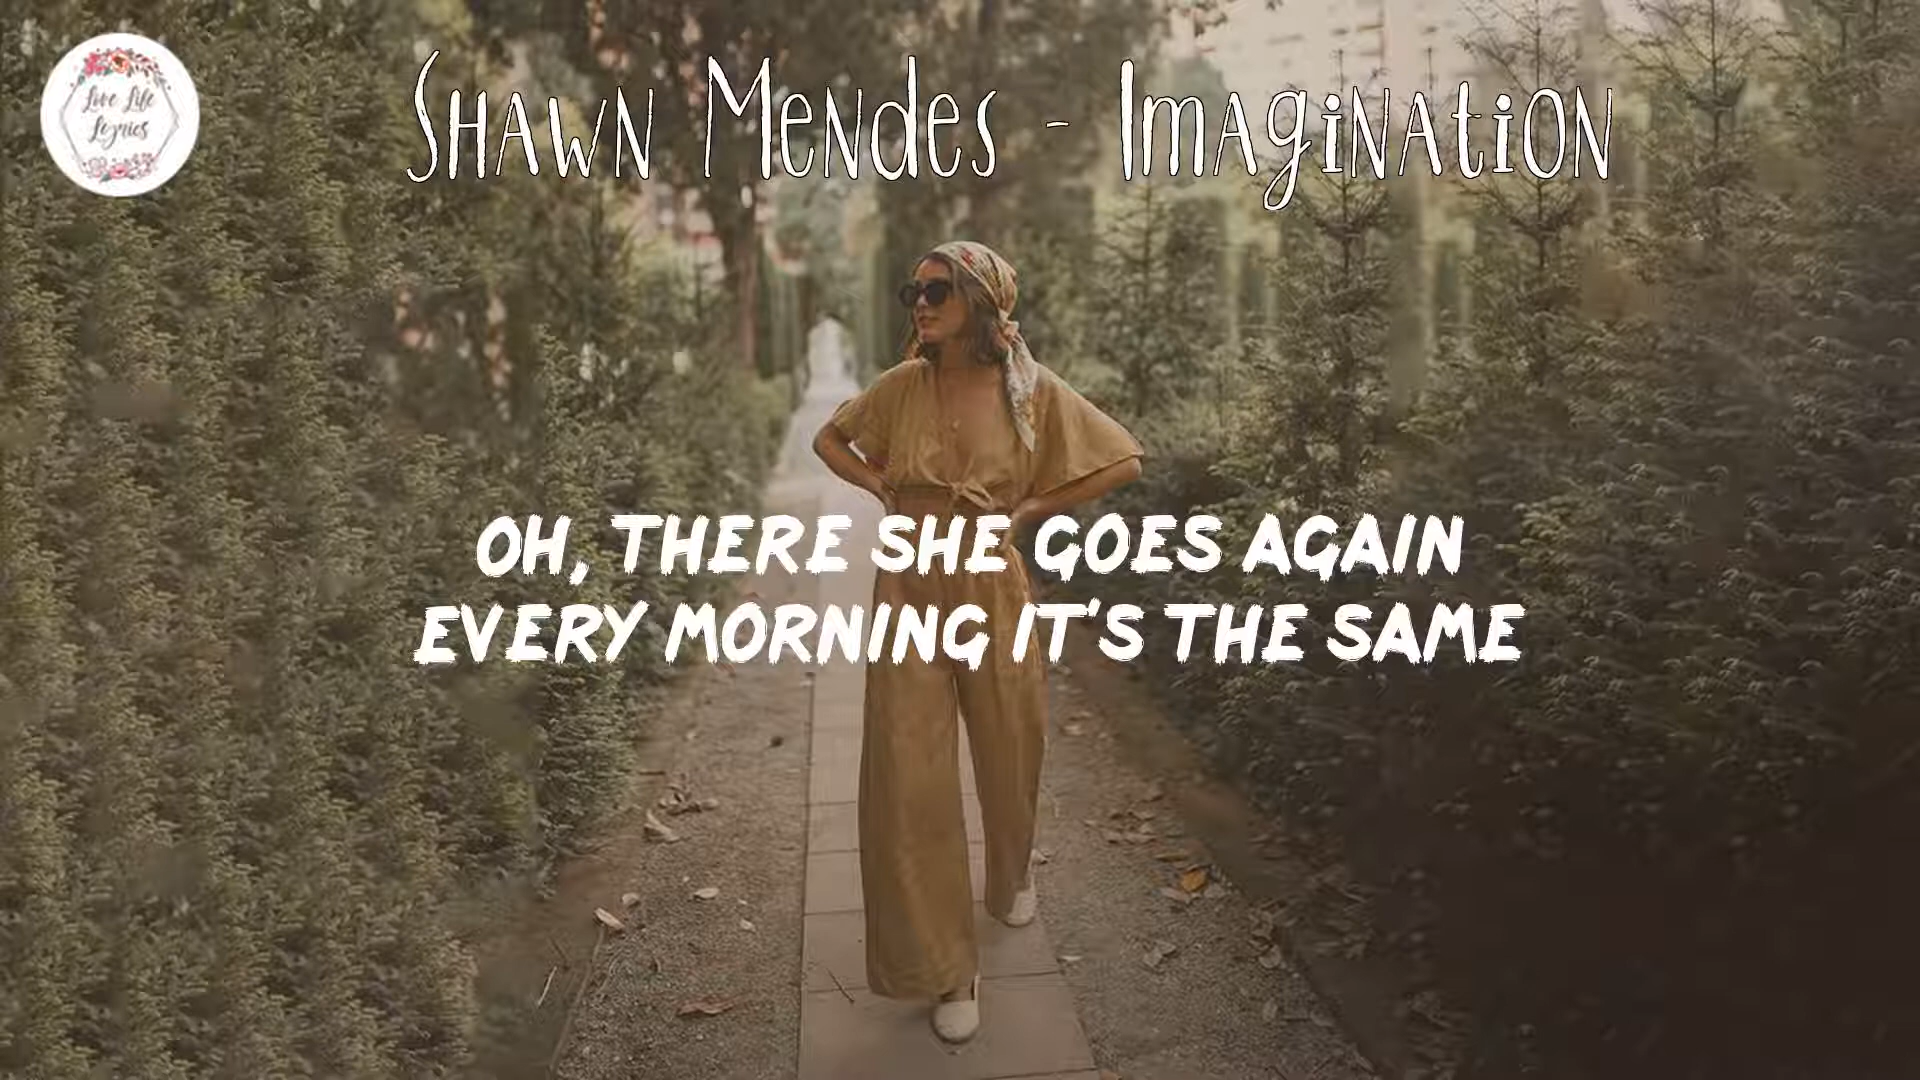 Love Life
Lyrics
Shawn Mendes - Imagination
OH, THERE SHE GOES AGAIN
EVERY MORNING IT'S THE SAME